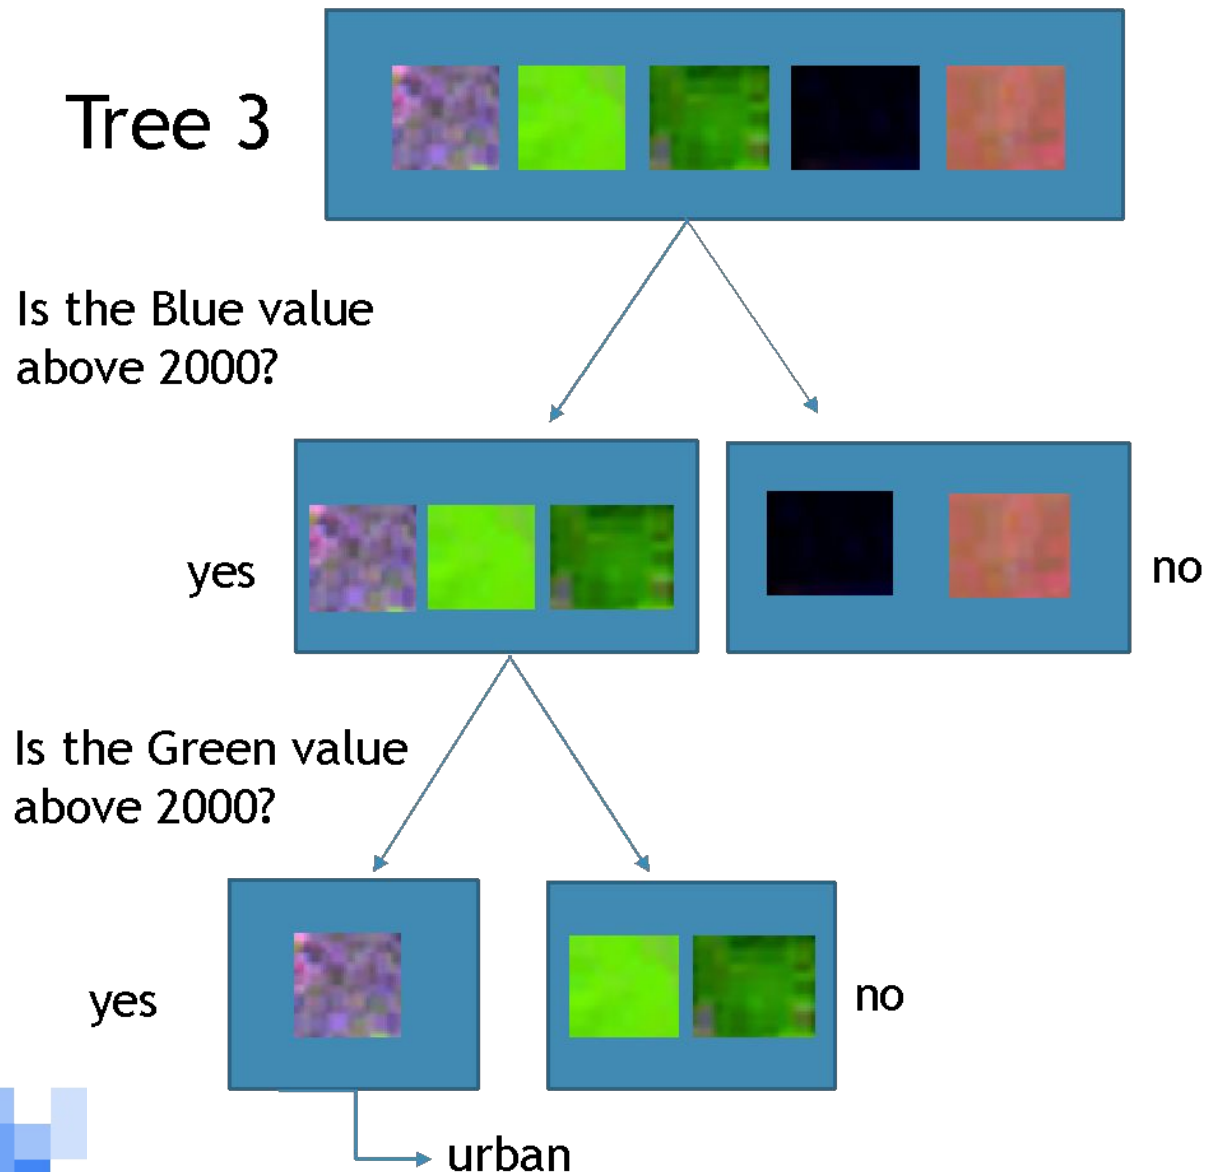 Tree 3
Is the Blue value
above 2000?
yes
no
Is the Green value
above 2000?
yes
no
urban